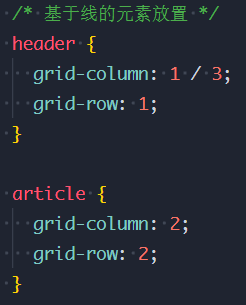 /* 基于线的元素放置 */
header {
  grid-column: 1 / 3;
  grid-row: 1;
}

article {
  grid-column: 2;
  grid-row: 2;
}